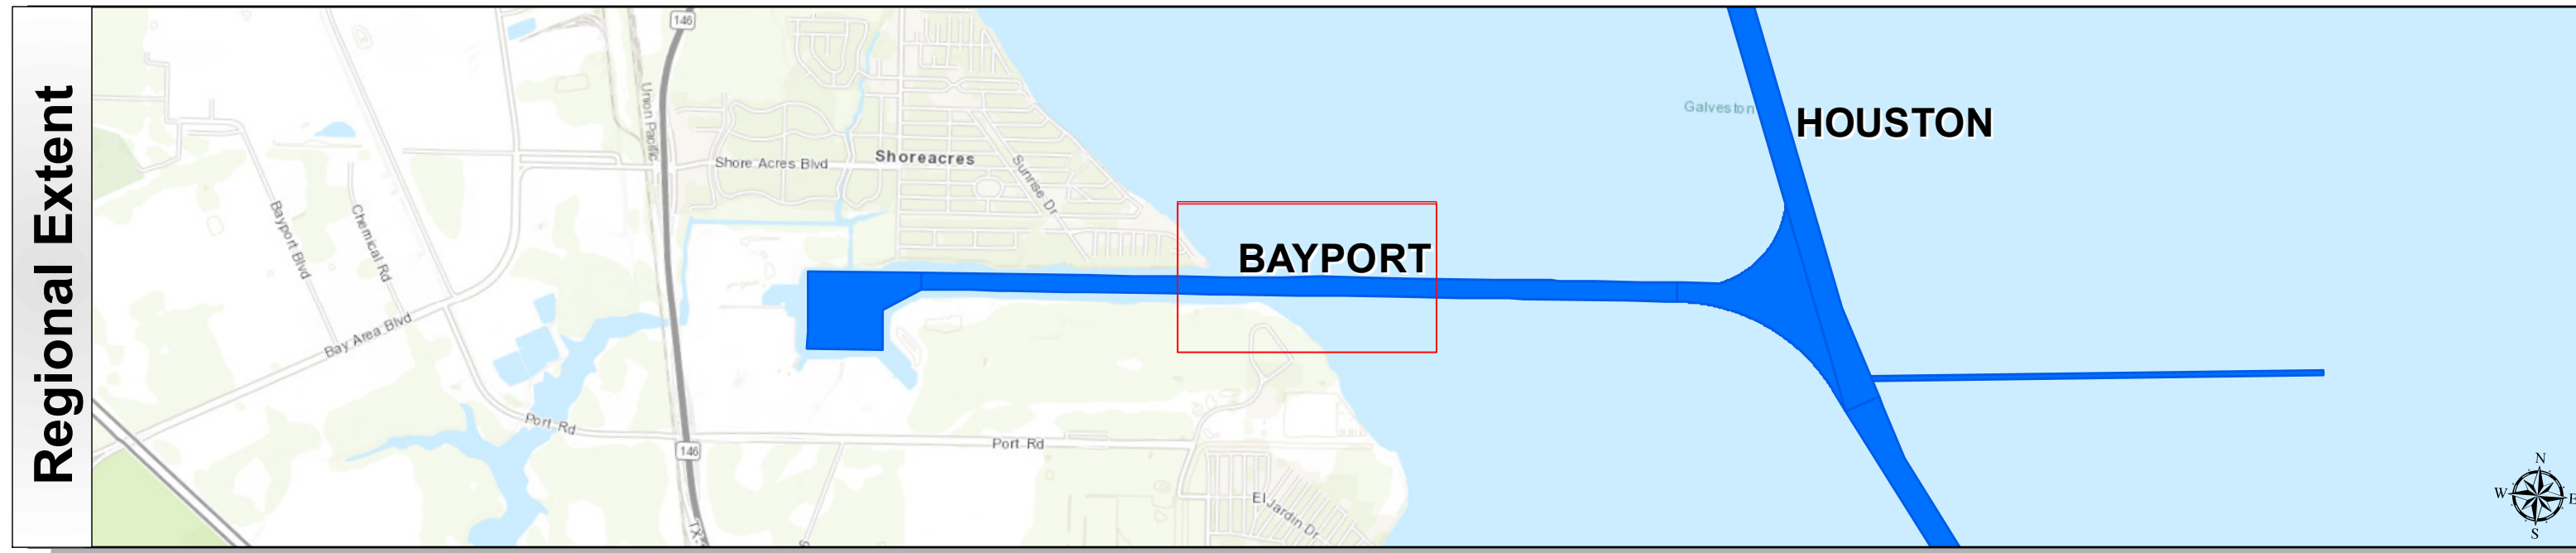 Regional Extent
146
Union Pacific
Galveston
HOUSTON
Shore Acres Blvd
Shoreacres
Sunrise Dr
Bayport Blvd
Chemical Rd
BAYPORT
Bay Area Blvd
Port Rd
Port Rd
146
El Jardin Dr
TX-
N
W
E
S